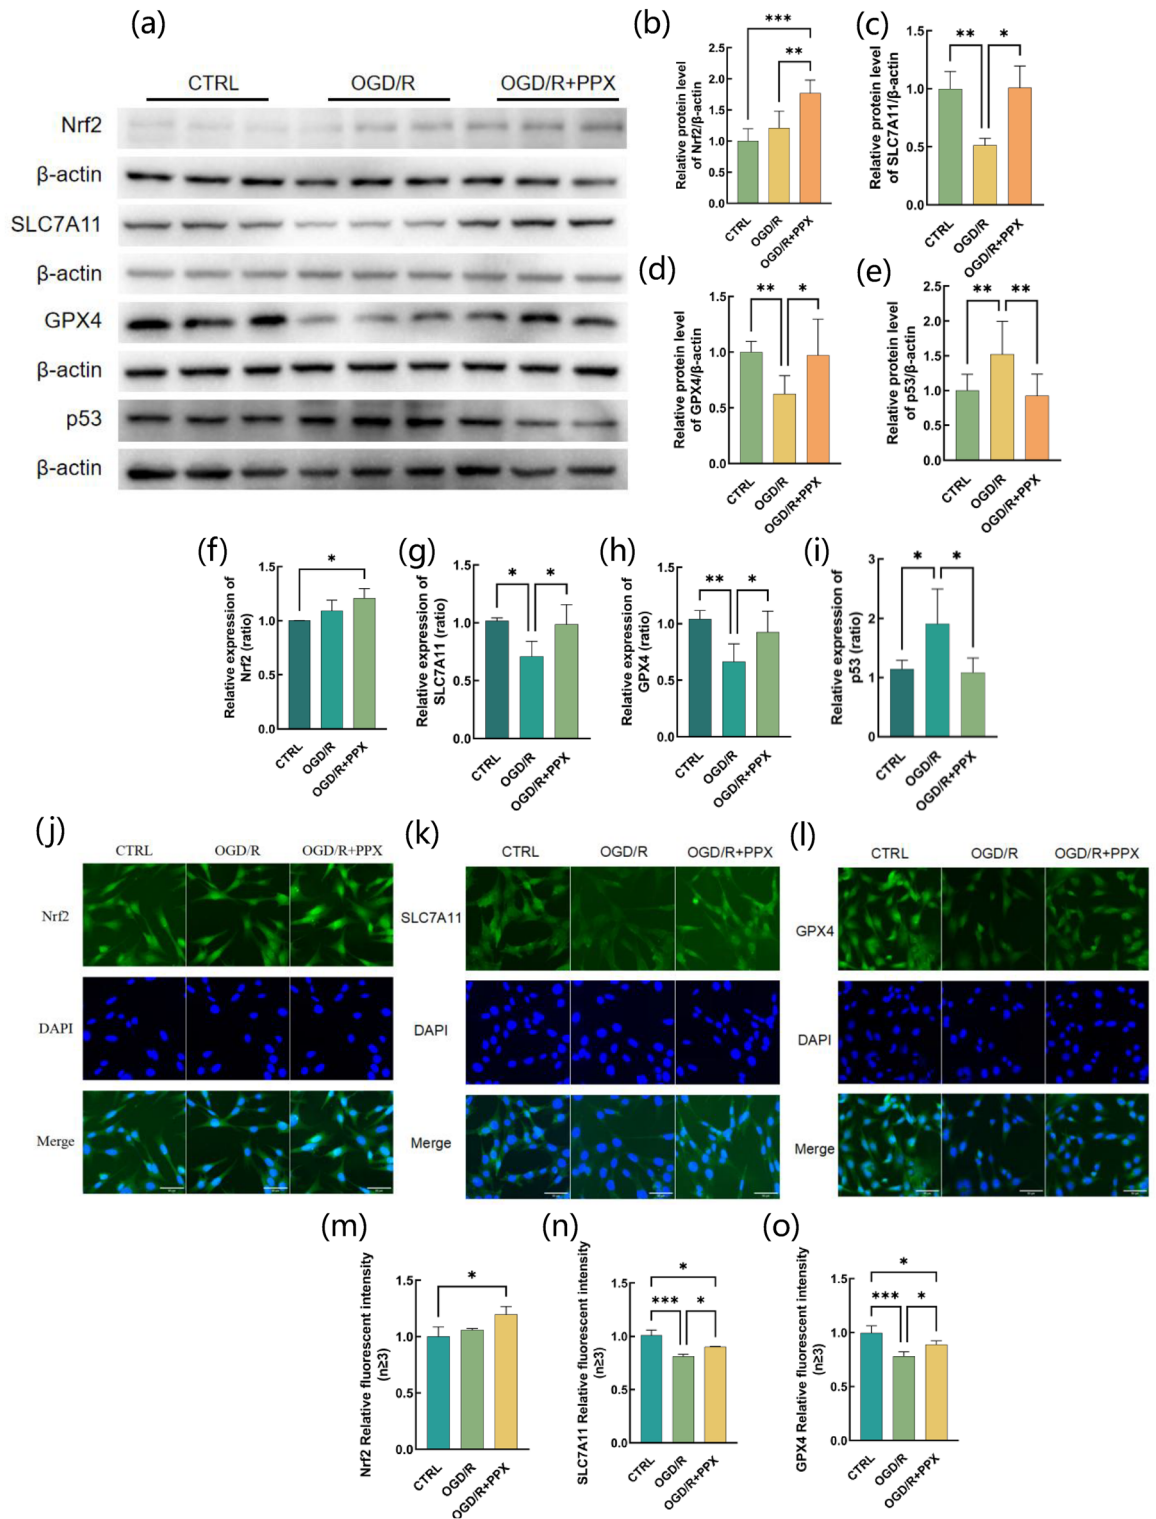 (a)
CTRL OGD/R OGD/R+PPX
Nrf2
β-actin
SLC7A11
β-actin
GPX4
β-actin
p53
β-actin
(b)
Relative protein level
of Nrf2/β-actin
2.5
2.0
1.5
1.0
0.5
0.0
*** **
CTRL OGD/R OGD/R+PPX
(c)
Relative protein level
of SLC7A11/β-actin
1.5
1.0
0.5
0.0
** *
CTRL OGD/R OGD/R+PPX
(d)
Relative protein level
of GPX4/β-actin
1.5
1.0
0.5
0.0
** *
CTRL OGD/R OGD/R+PPX
(e)
Relative protein level
of p53/β-actin
2.5
2.0
1.5
1.0
0.5
0.0
** **
CTRL OGD/R OGD/R+PPX
(f)
Relative expression of
Nrf2 (ratio)
1.5
1.0
0.5
0.0
*
CTRL OGD/R OGD/R+PPX
(g)
Relative expression of
SLC7A11 (ratio)
1.5
1.0
0.5
0.0
* *
CTRL OGD/R OGD/R+PPX
(h)
Relative expression of
GPX4 (ratio)
1.5
1.0
0.5
0.0
** *
CTRL OGD/R OGD/R+PPX
(i)
Relative expression of
p53 (ratio)
3
2
1
0
* *
CTRL OGD/R OGD/R+PPX
(j)
CTRL OGD/R OGD/R+PPX
Nrf2
DAPI
Merge
(k)
CTRL OGD/R OGD/R+PPX
SLC7A11
DAPI
Merge
(l)
CTRL OGD/R OGD/R+PPX
GPX4
DAPI
Merge
(m)
Nrf2 Relative fluorescent intensity
(n≥3)
1.5
1.0
0.5
0.0
*
CTRL OGD/R OGD/R+PPX
(n)
SLC7A11 Relative fluorescent intensity
(n≥3)
1.5
1.0
0.5
0.0
*
*** *
CTRL OGD/R OGD/R+PPX
(o)
GPX4 Relative fluorescent intensity
(n≥3)
1.5
1.0
0.5
0.0
*
*** *
CTRL OGD/R OGD/R+PPX